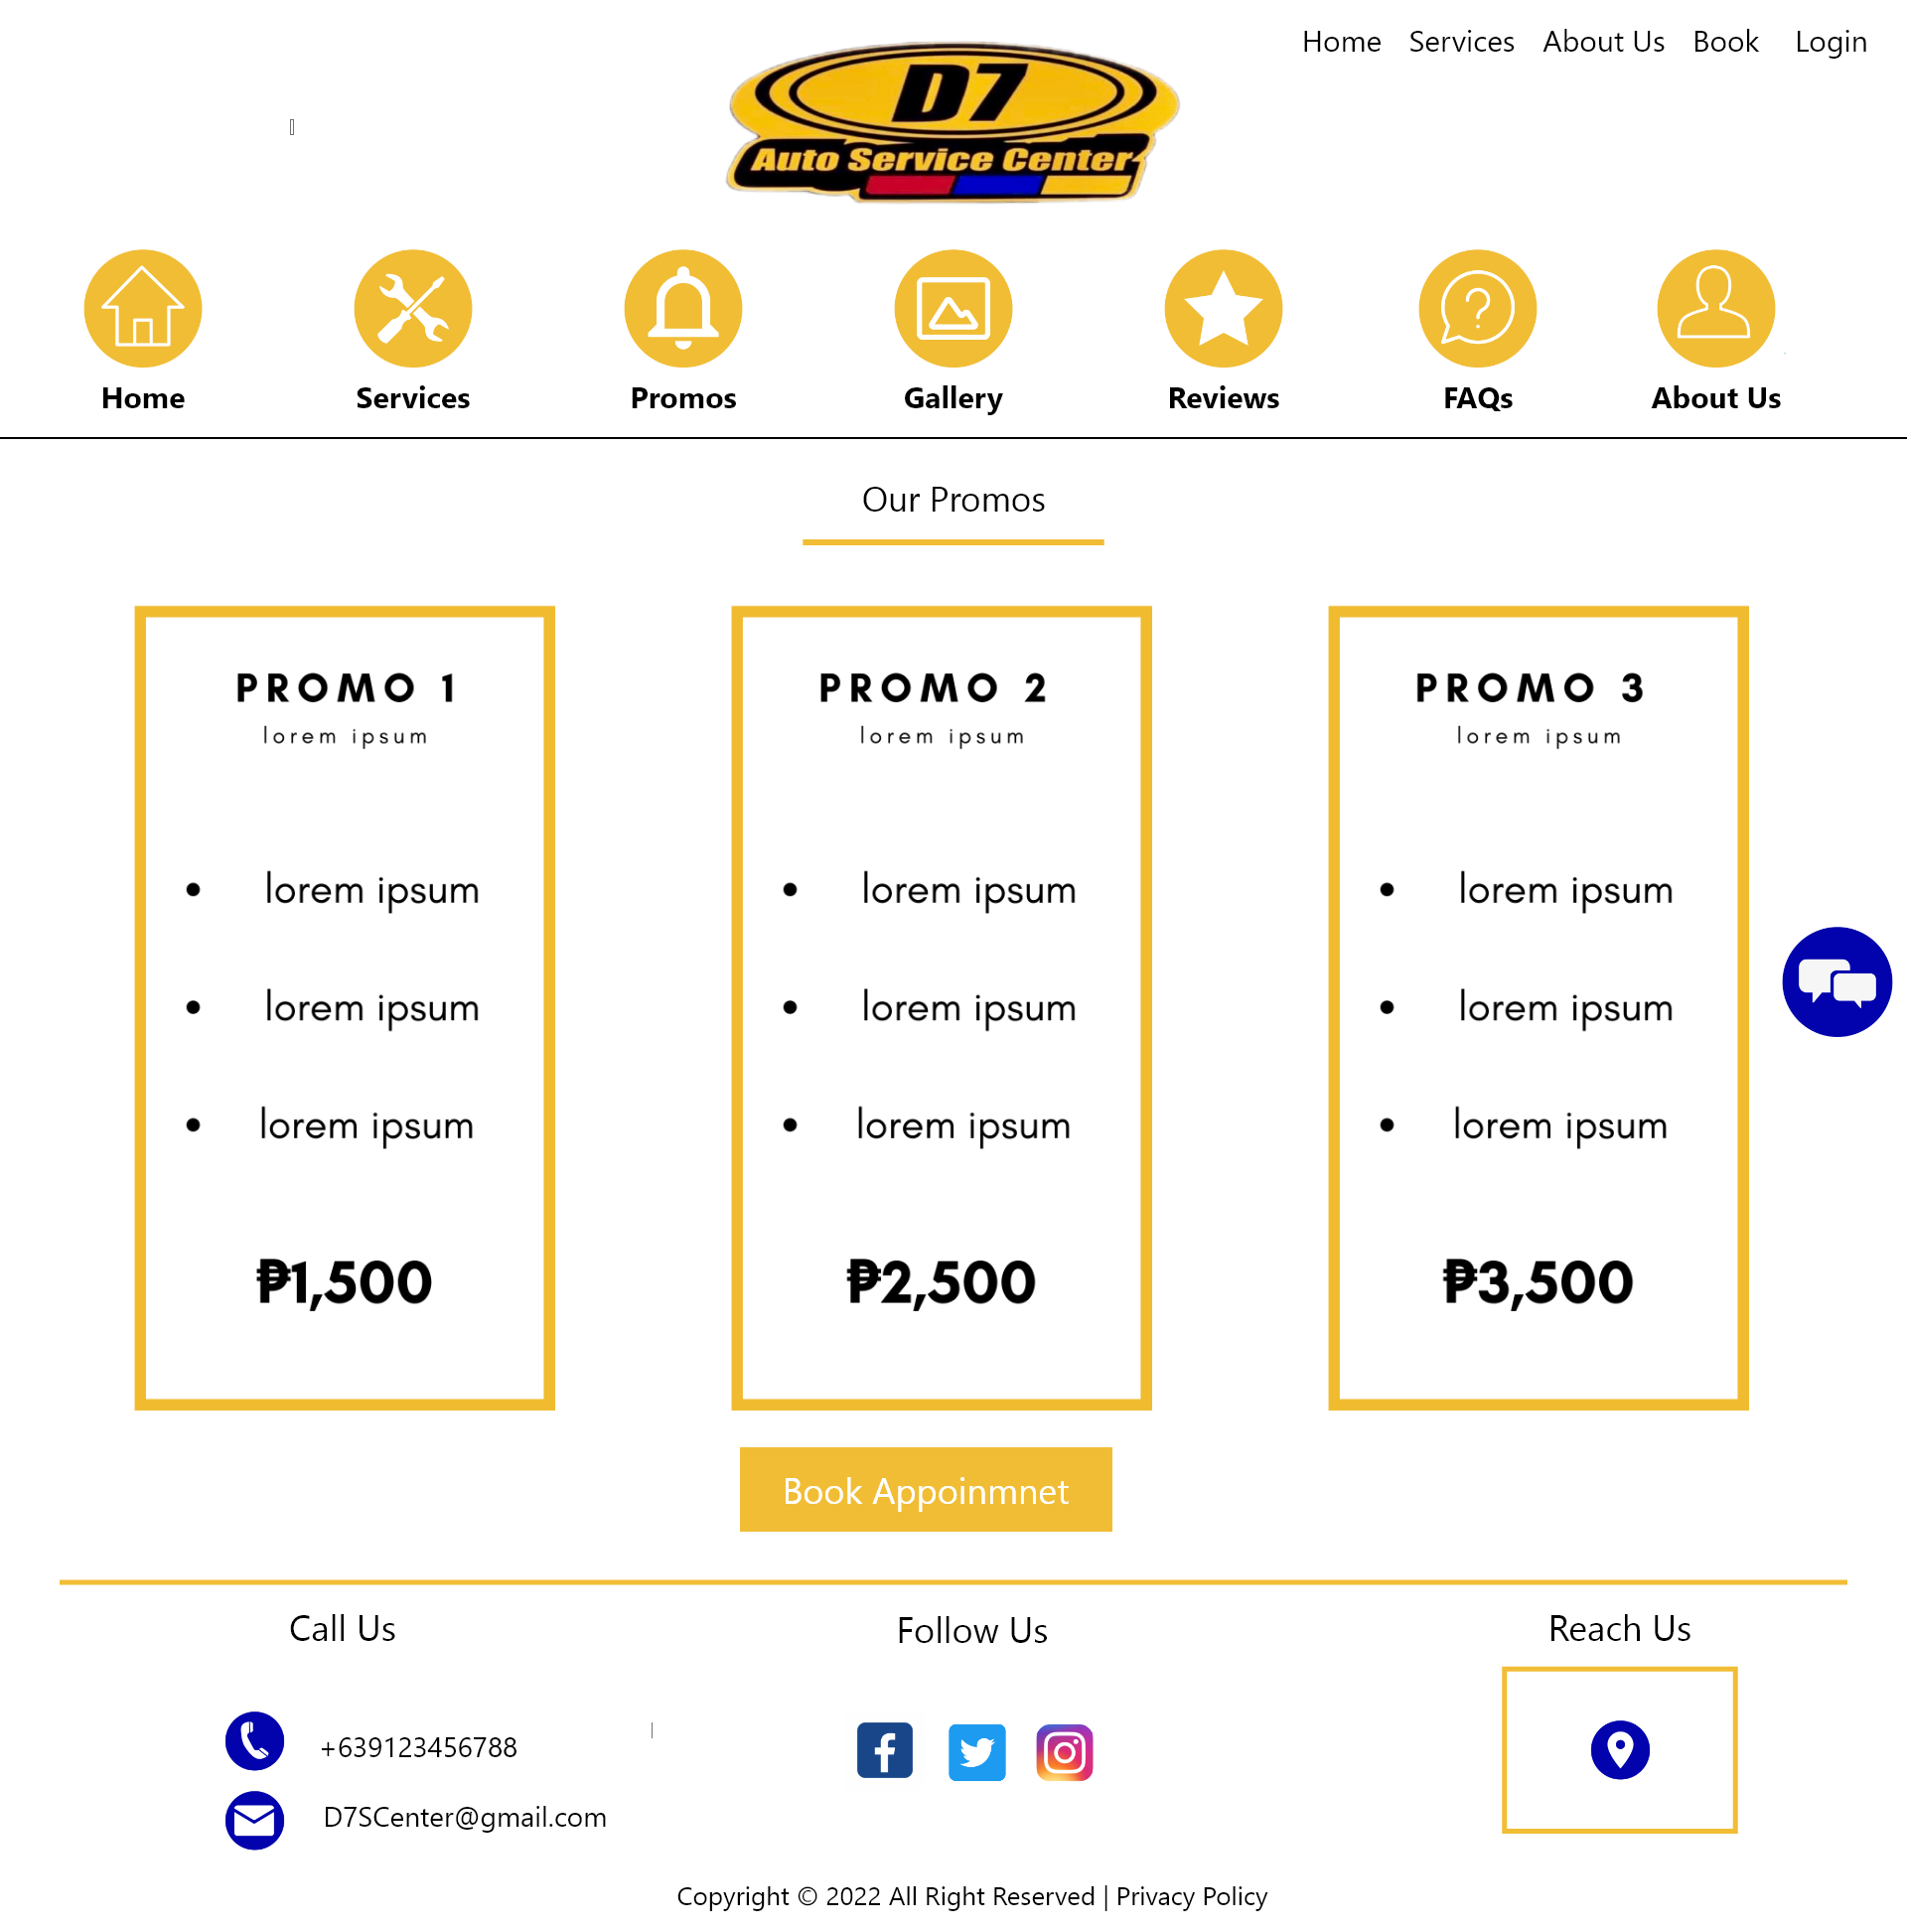 Home Services About Us Book Login
D7
Auto Service Center
Home Services Promos Gallery Reviews FAQs About Us
Our Promos
PROMO 1
lorem ipsum
• lorem ipsum
• lorem ipsum
• lorem ipsum
₱1,500
PROMO 2
lorem ipsum
• lorem ipsum
• lorem ipsum
• lorem ipsum
₱2,500
PROMO 3
lorem ipsum
• lorem ipsum
• lorem ipsum
• lorem ipsum
₱3,500
Book Appoinmnet
Call Us
+639123456788
D7SCenter@gmail.com
Follow Us
Reach Us
Copyright © 2022 All Right Reserved | Privacy Policy